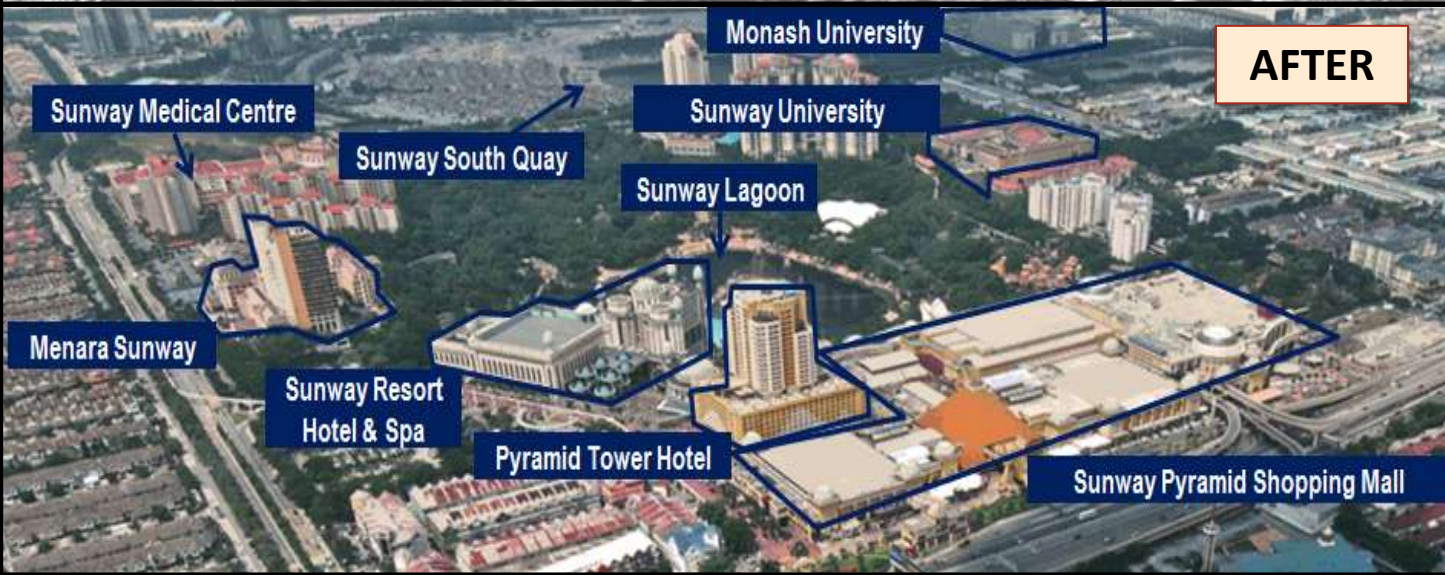 Monash University
AFTER
Sunway Medical Centre
Sunway University
Sunway South Quay
Sunway Lagoon
Menara Sunway
Sunway Resort
Hotel & Spa
Pyramid Tower Hotel
Sunway Pyramid Shopping Mall